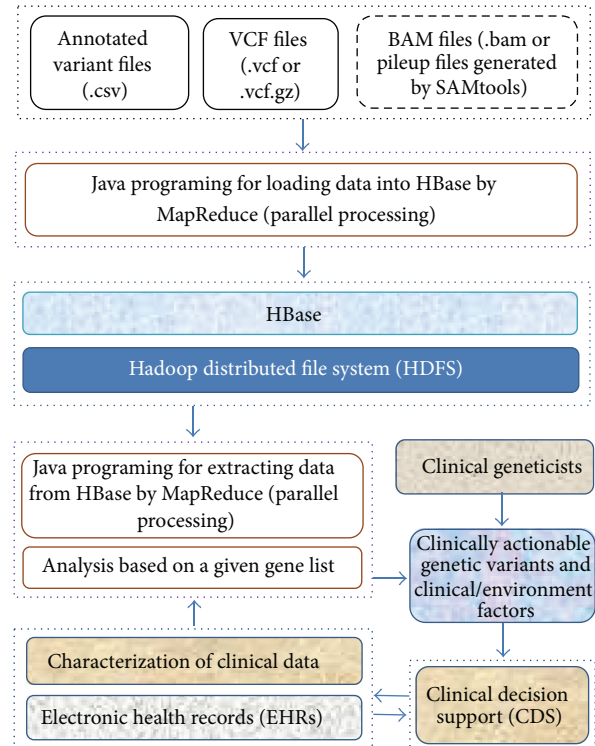 Annotated
variant files
(.csv)
VCF files
(.vcf or
.vcf.gz)
BAM files (.bam or
pileup files generated
by SAMtools)
Java programing for loading data into HBase by
MapReduce (parallel processing)
HBase
Hadoop distributed file system (HDFS)
Java programing for extracting data
from HBase by MapReduce (parallel
processing)
Analysis based on a given gene list
Clinical geneticists
Clinically actionable
genetic variants and
clinical/environment
factors
Characterization of clinical data
Electronic health records (EHRs)
Clinical decision
support (CDS)